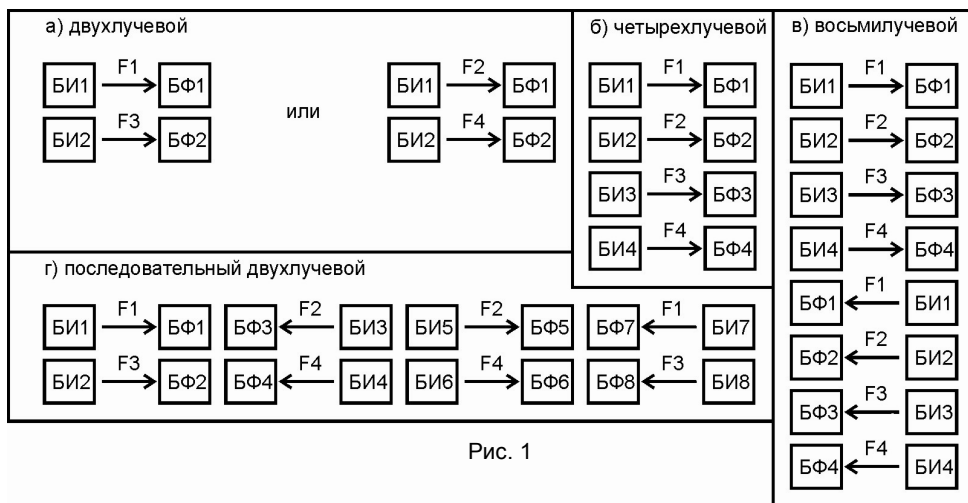 а) двухлучевой
F1
БИ1 БФ1
F3
БИ2 БФ2
или
F2
БИ1 БФ1
F4
БИ2 БФ2
б) четырехлучевой
F1
БИ1 БФ1
F2
БИ2 БФ2
F3
БИ3 БФ3
F4
БИ4 БФ4
в) восьмилучевой
F1
БИ1 БФ1
F2
БИ2 БФ2
F3
БИ3 БФ3
F4
БИ4 БФ4
F1
БФ1 БИ1
F2
БФ2 БИ2
F3
БФ3 БИ3
F4
БФ4 БИ4
г) последовательный двухлучевой
F1 F2 F2 F1
БИ1 БФ1 БФ3 БИ3 БИ5 БФ5 БФ7 БИ7
F3 F4 F4 F3
БИ2 БФ2 БФ4 БИ4 БИ6 БФ6 БФ8 БИ8
Рис. 1